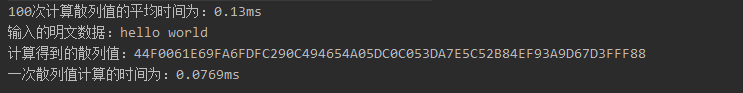 100次计算散列值的平均时间为：0.13ms
输入的明文数据：hello world
计算得到的散列值：44F0061E69FA6FDFC290C494654A05DC0C053DA7E5C52B84EF93A9D67D3FFF88
一次散列值计算的时间为：0.0769ms